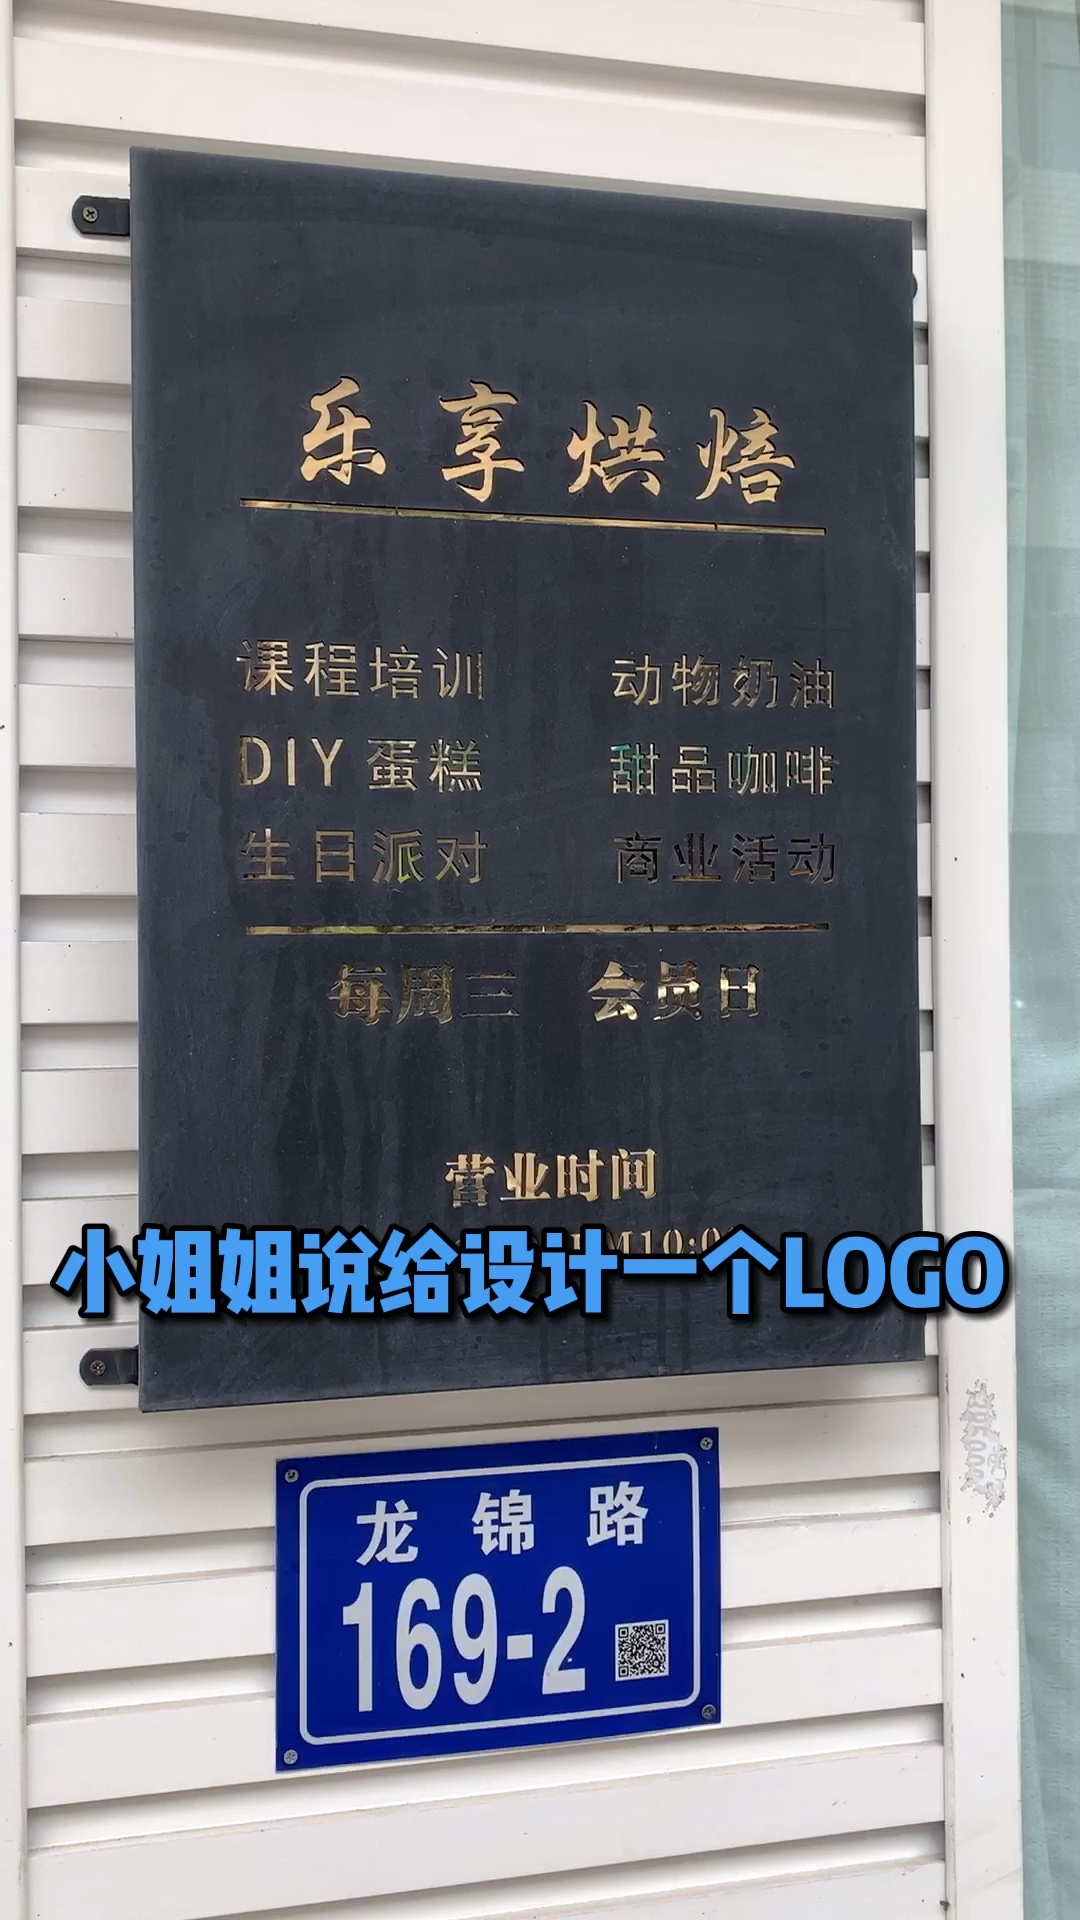 乐享烘焙
课程培训 动物奶油
DIY蛋糕 甜品咖啡
生日派对 商业活动
每周三 会员日
营业时间
小姐姐说给设计一个LOGO
龙锦路
169-2